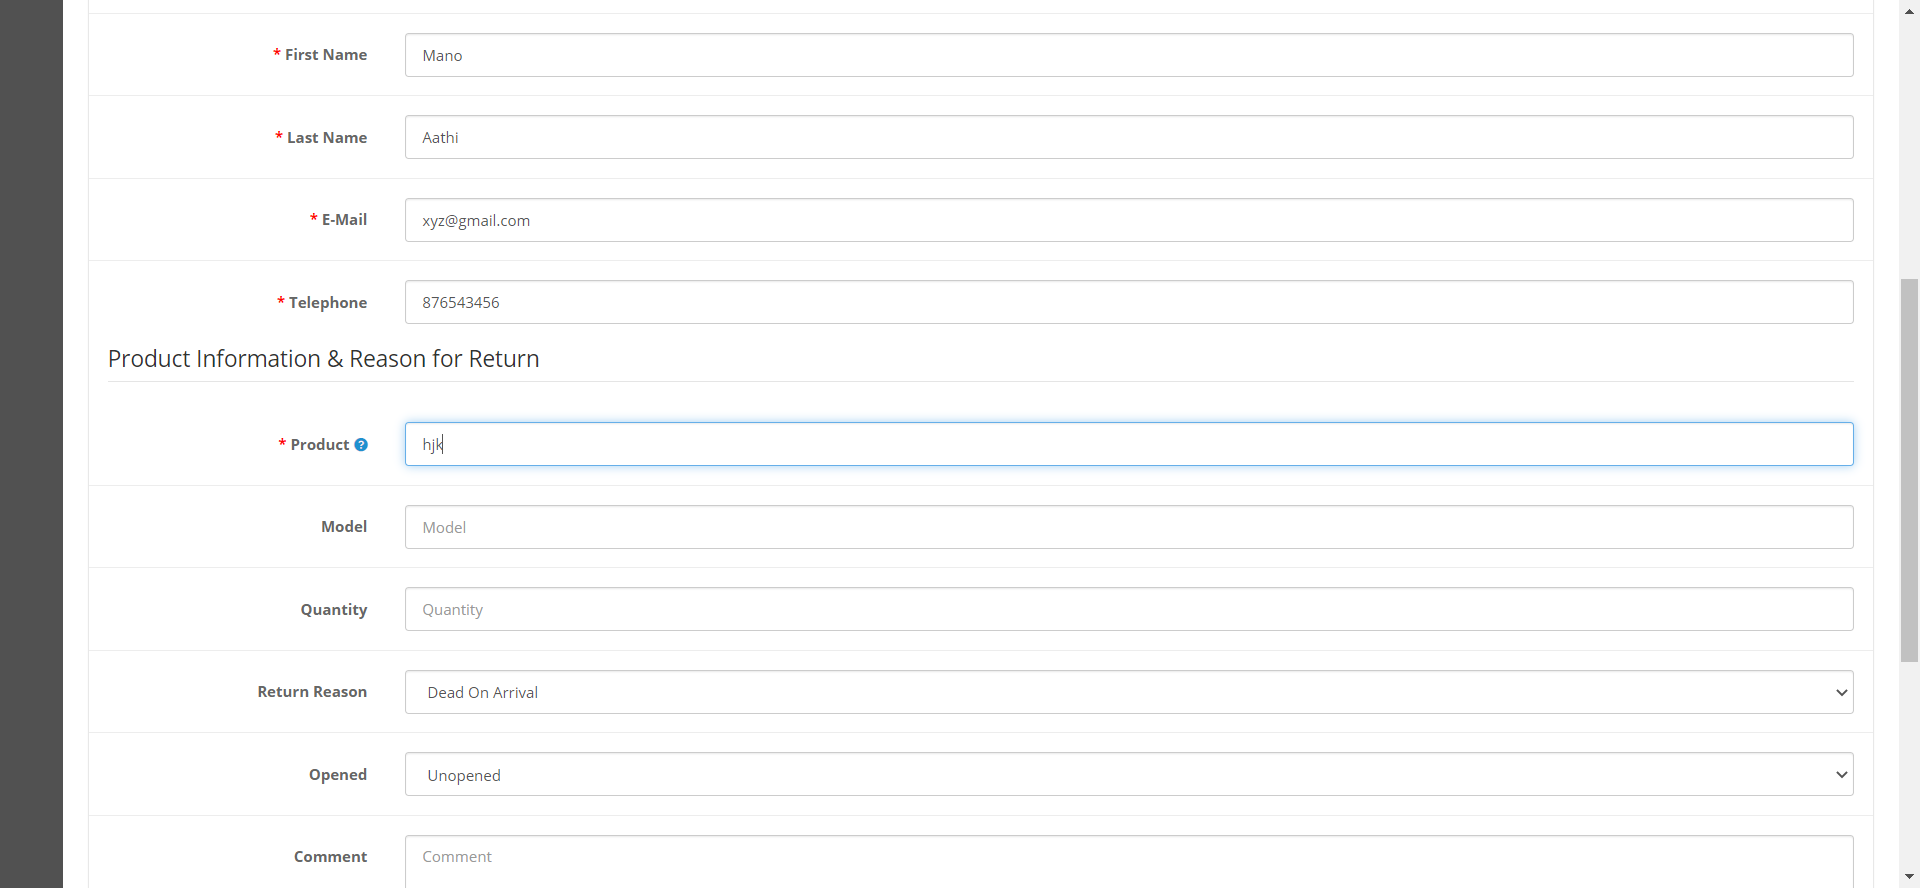 * First Name
Mano
* Last Name
Aathi
* E-Mail
xyz@gmail.com
* Telephone
876543456
Product Information & Reason for Return
* Product ?
hjk
Model
Model
Quantity
Quantity
Return Reason
Dead On Arrival
Opened
Unopened
Comment
Comment